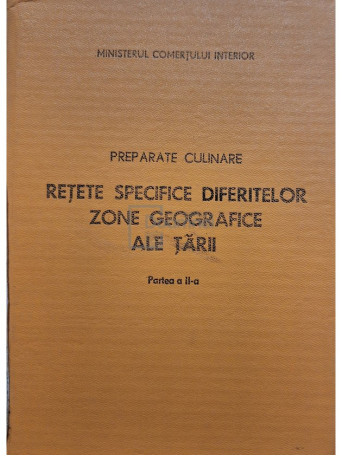 MINISTERUL COMERȚULUI INTERIOR
PREPARATE CULINARE
REȚETE SPECIFICE DIFERITELOR
ZONE GEOGRAFICE
ALE ȚĂRII
Partea a II-a